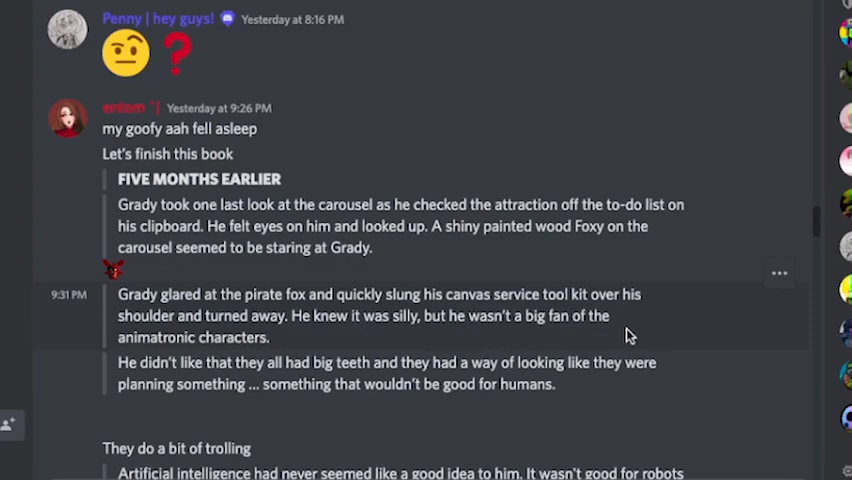 Penny | hey guys! Yesterday at 8:16 PM
Yesterday at 9:26 PM
my goofy aah fell asleep
Let's finish this book
FIVE MONTHS EARLIER
Grady took one last look at the carousel as he checked the attraction off the to-do list on
his clipboard. He felt eyes on him and looked up. A shiny painted wood Foxy on the
carousel seemed to be staring at Grady.
9:31 PM Grady glared at the pirate fox and quickly slung his canvas service tool kit over his
shoulder and turned away. He knew it was silly, but he wasn't a big fan of the
animatronic characters.
He didn't like that they all had big teeth and they had a way of looking like they were
planning something ... something that wouldn't be good for humans.
They do a bit of trolling
Artificial intelligence had never seemed like a good idea to him. It wasn't good for robots